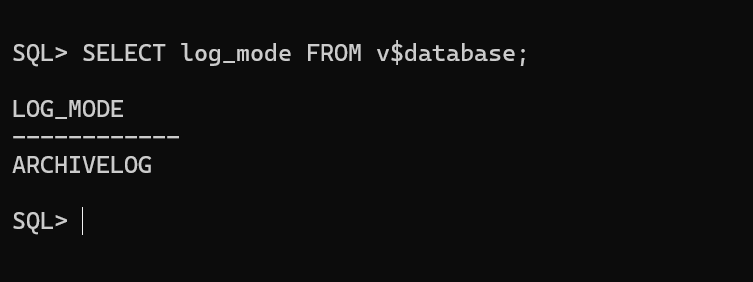 SQL> SELECT log_mode FROM v$database;
LOG_MODE
------------
ARCHIVELOG
SQL>